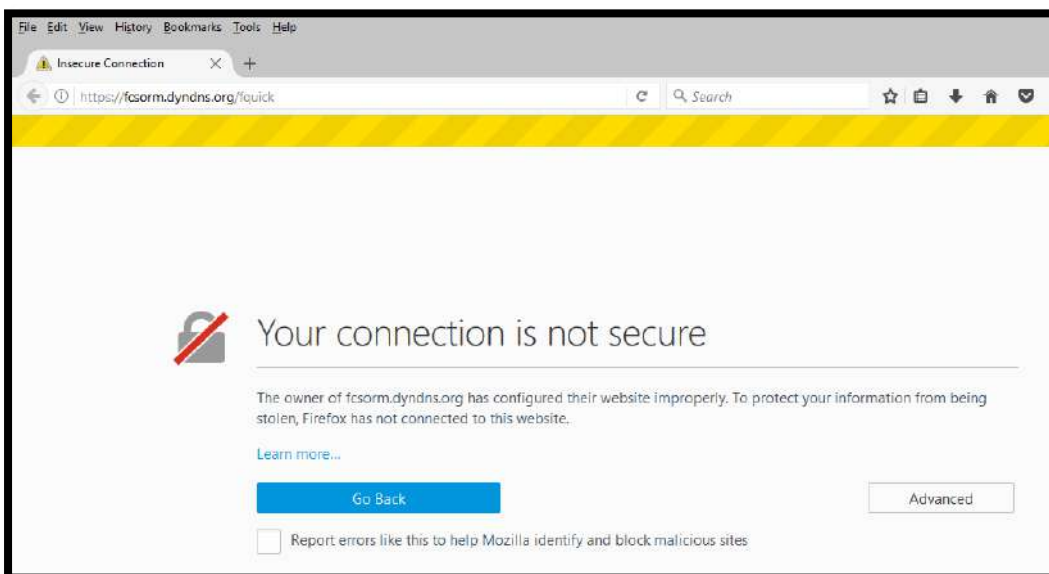 File Edit View History Bookmarks Tools Help
Insecure Connection
https://fcsorm.dyndns.org/fquick Search
Your connection is not secure
The owner of fcsorm.dyndns.org has configured their website improperly. To protect your information from being
stolen, Firefox has not connected to this website.
Learn more...
Go Back Advanced
Report errors like this to help Mozilla identify and block malicious sites